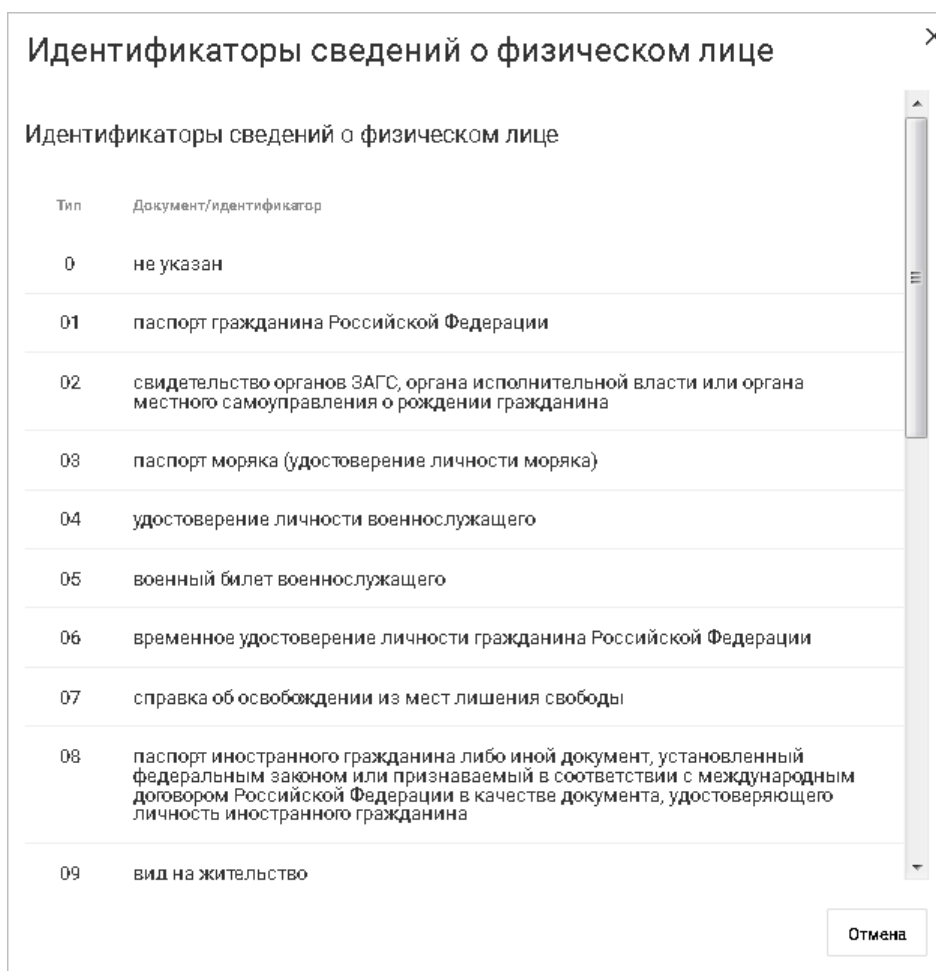 Идентификаторы сведений о физическом лице
Идентификаторы сведений о физическом лице
Тип Документ/идентификатор
0 не указан
01 паспорт гражданина Российской Федерации
02 свидетельство органов ЗАГС, органа исполнительной власти или органа
местного самоуправления о рождении гражданина
03 паспорт моряка (удостоверение личности моряка)
04 удостоверение личности военнослужащего
05 военный билет военнослужащего
06 временное удостоверение личности гражданина Российской Федерации
07 справка об освобождении из мест лишения свободы
08 паспорт иностранного гражданина либо иной документ, установленный
федеральным законом или признаваемый в соответствии с международным
договором Российской Федерации в качестве документа, удостоверяющего
личность иностранного гражданина
09 вид на жительство
Отмена